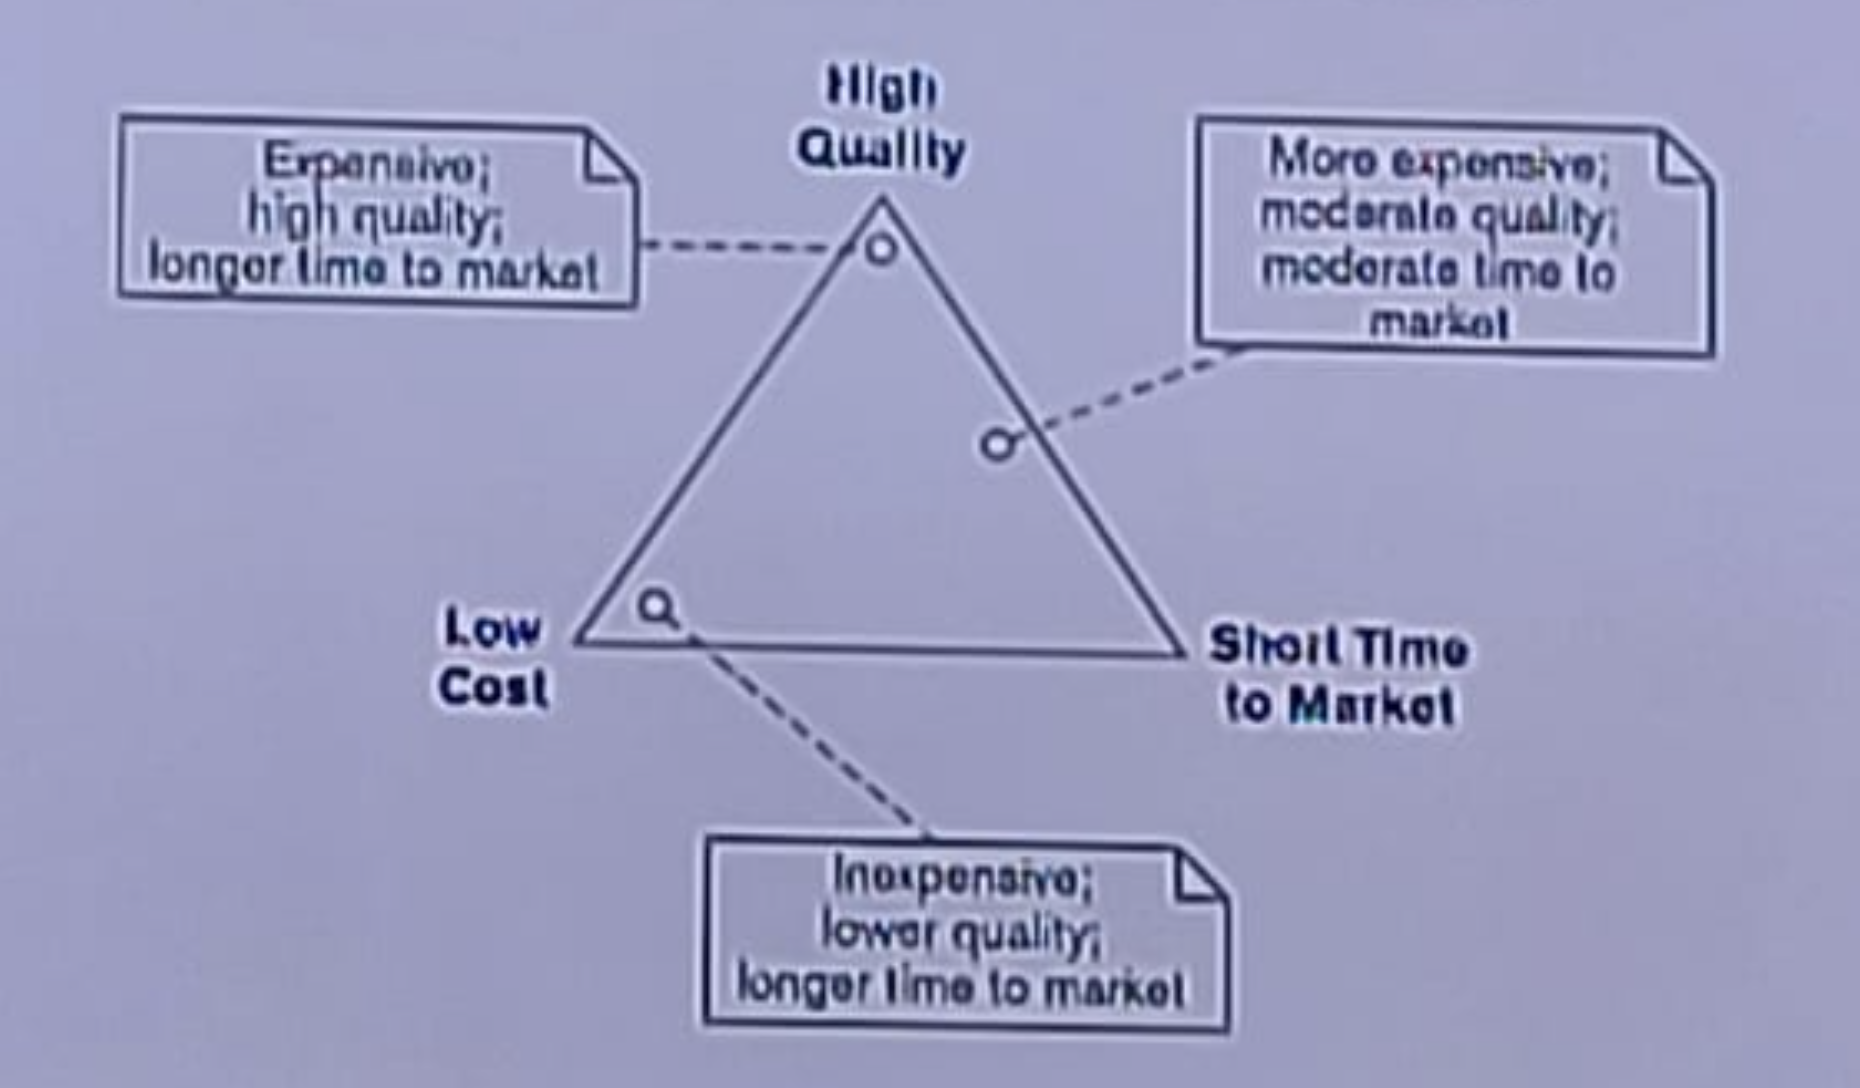 High
Quality
Expensive;
high quality;
longer time to market
More expensive;
moderate quality;
moderate time to
market
Low
Cost
Short Time
to Market
Inexpensive;
lower quality;
longer time to market